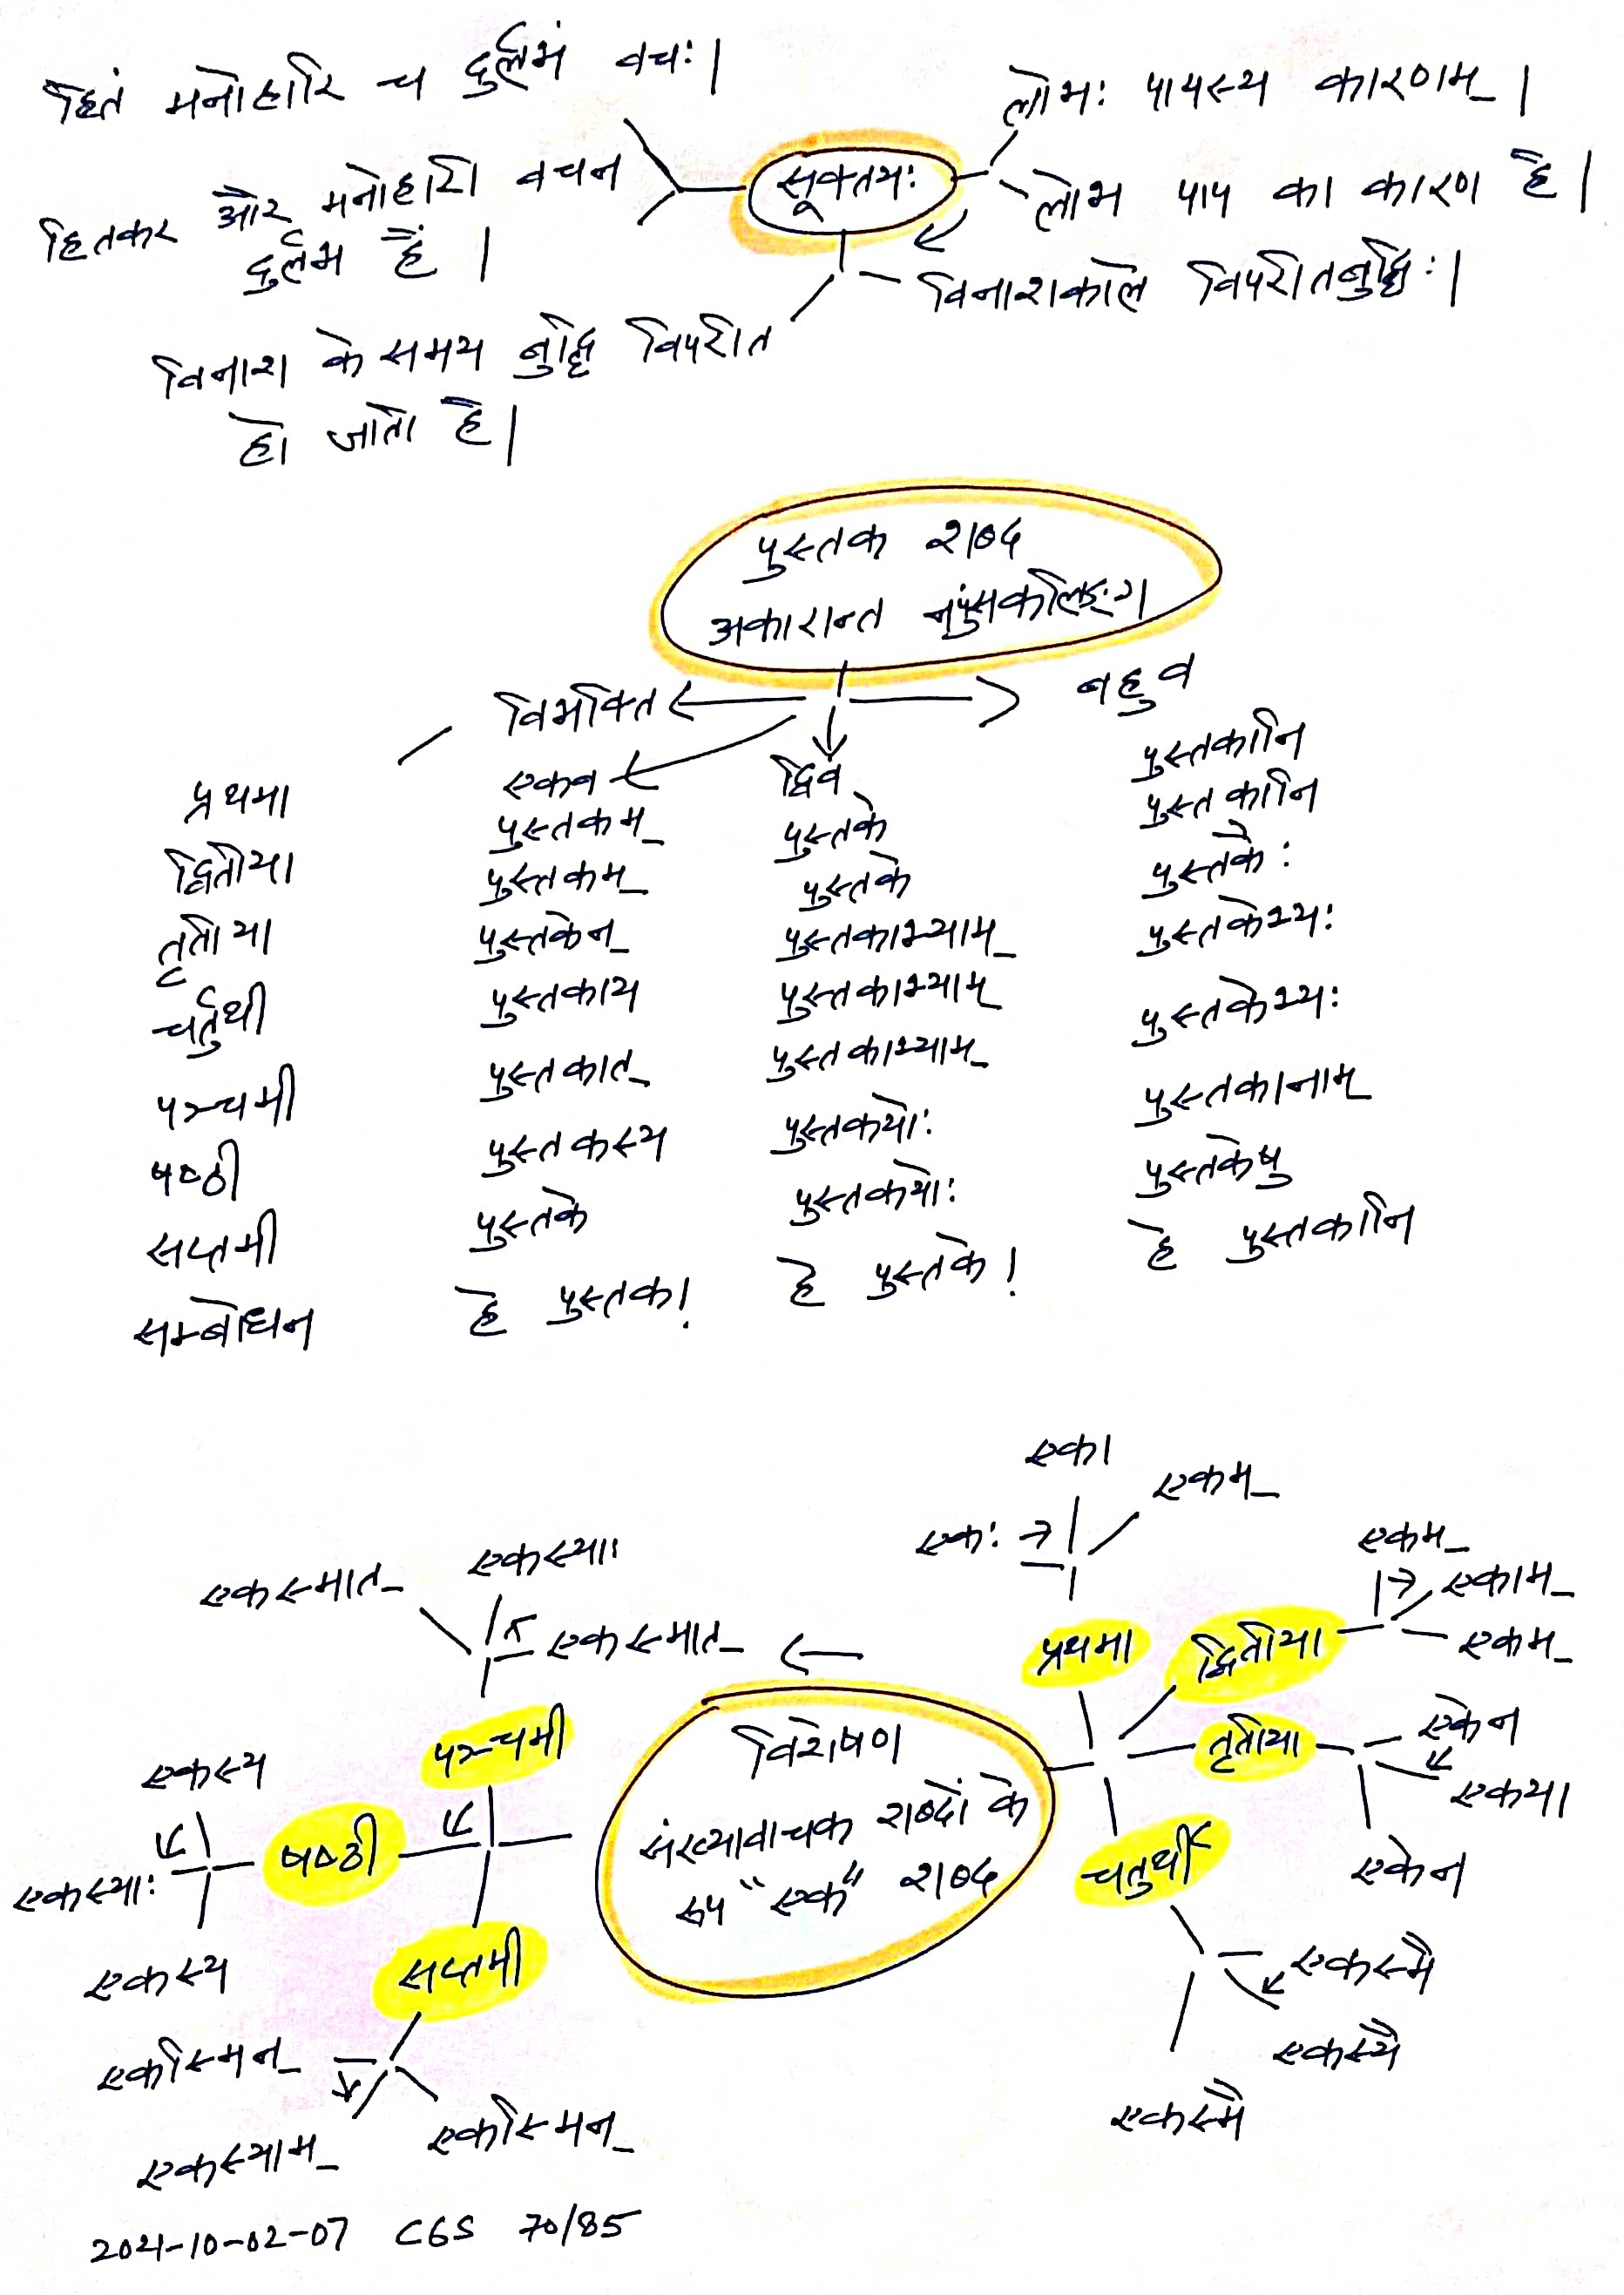 सूक्तयः
हितं मनोहारि च दुर्लभं वचः।
हितकर और मनोहारी वचन
दुर्लभ हैं।
लोभः पापस्य कारणाम्।
लोभ पाप का कारण है।
विनाशकाले विपरीतबुद्धिः।
विनाश के समय बुद्धि विपरीत
हो जाती है।
पुस्तक शब्द
अकारान्त नपुंसकलिङ्ग
विभक्ति
एकव
द्विव
बहुव
प्रथमा पुस्तकम् पुस्तके पुस्तकानि
द्वितीया पुस्तकम् पुस्तके पुस्तकानि
तृतीया पुस्तकेन् पुस्तकाभ्याम् पुस्तकैः
चर्तुथी पुस्तकाय पुस्तकाभ्याम् पुस्तकेभ्यः
पञ्चमी पुस्तकात् पुस्तकाभ्याम् पुस्तकेभ्यः
षष्ठी पुस्तकस्य पुस्तकयोः पुस्तकानाम्
सप्तमी पुस्तके पुस्तकयोः पुस्तकेषु
सम्बोधन हे पुस्तक! हे पुस्तके! हे पुस्तकानि
विशेषण
संख्यावाचक शब्दों के
रूप "एक" शब्द
प्रथमा
एकः
एका
एकम्
द्वितीया
एकम्
एकाम्
एकम्
तृतीया
एकेन
एकया
एकेन
चतुर्थी
एकस्मै
एकस्यै
एकस्मै
पञ्चमी
एकस्मात्
एकस्याः
एकस्मात्
षष्ठी
एकस्य
एकस्याः
एकस्य
सप्तमी
एकस्मिन्
एकस्याम्
एकस्मिन्
2021-10-02-07 CGS 70/85